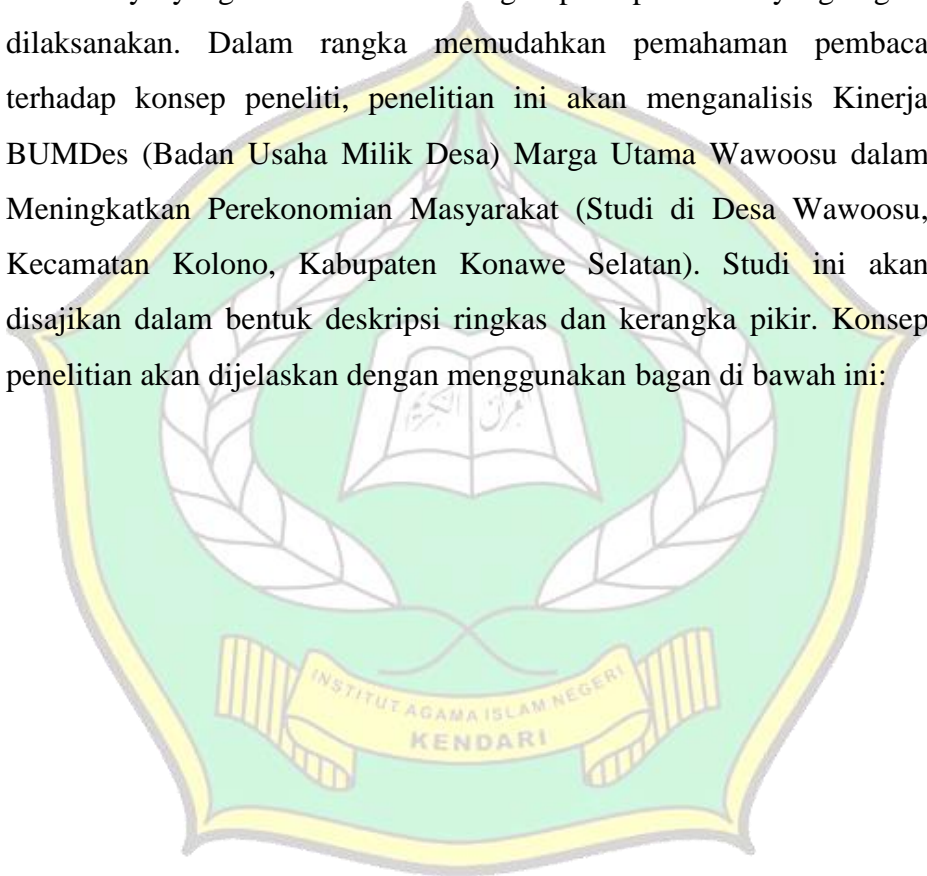 dilaksanakan. Dalam rangka memudahkan pemahaman pembaca
terhadap konsep peneliti, penelitian ini akan menganalisis Kinerja
BUMDes (Badan Usaha Milik Desa) Marga Utama Wawoosu dalam
Meningkatkan Perekonomian Masyarakat (Studi di Desa Wawoosu,
Kecamatan Kolono, Kabupaten Konawe Selatan). Studi ini akan
disajikan dalam bentuk deskripsi ringkas dan kerangka pikir. Konsep
penelitian akan dijelaskan dengan menggunakan bagan di bawah ini:
INSTITUT AGAMA ISLAM NEGERI
KENDARI